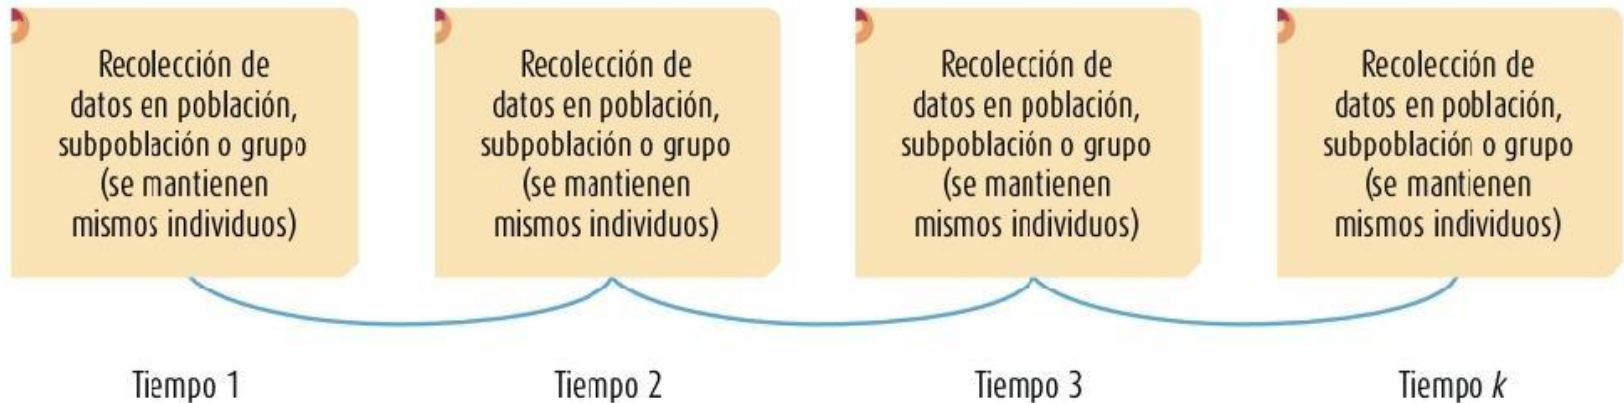 Recolección de
datos en población,
subpoblación o grupo
(se mantienen
mismos individuos)
Recolección de
datos en población,
subpoblación o grupo
(se mantienen
mismos individuos)
Recolección de
datos en población,
subpoblación o grupo
(se mantienen
mismos individuos)
Recolección de
datos en población,
subpoblación o grupo
(se mantienen
mismos individuos)
Tiempo 1
Tiempo 2
Tiempo 3
Tiempo k